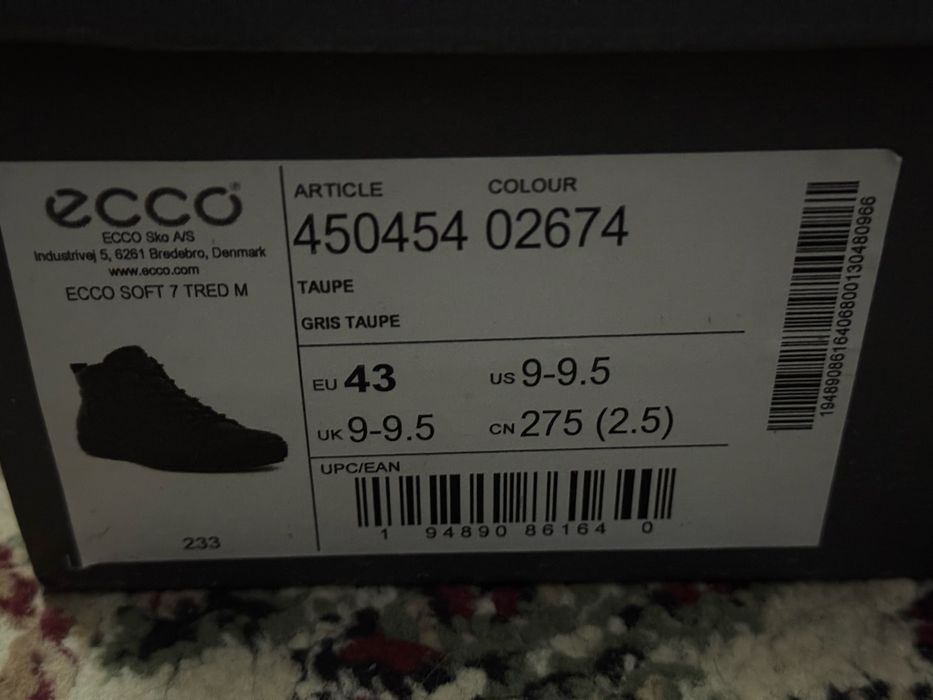 ecco®
ECCO Sko A/S
Industrivej 5, 6261 Bredebro, Denmark
www.ecco.com
ECCO SOFT 7 TRED M
233
ARTICLE COLOUR
450454 02674
TAUPE
GRIS TAUPE
EU 43 US 9-9.5
UK 9-9.5 CN 275 (2.5)
UPC/EAN
1 94890 86164 0
1948908616406800130480966